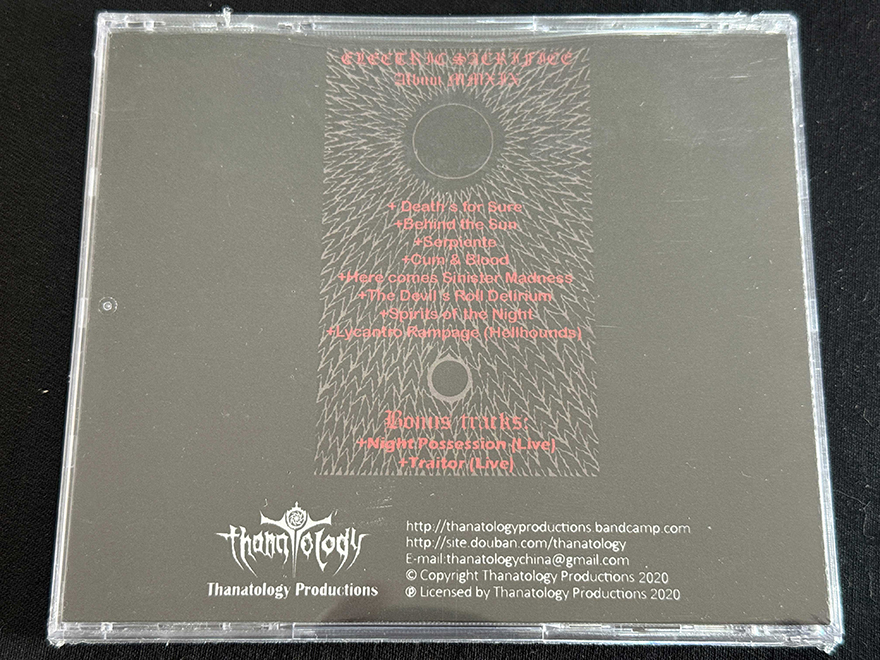 ELECTRIC SACRIFICE
Album MMXIX
+ Death's for Sure
+Behind the Sun
+Serpiente
+Cum & Blood
+Here comes Sinister Madness
+The Devil's Roll Delirium
+Spirits of the Night
+Lycantro Rampage (Hellhounds)
Bonus tracks:
+Night Possession (Live)
+Traitor (Live)
thanatology
Thanatology Productions
http://thanatologyproductions.bandcamp.com
http://site.douban.com/thanatology
E-mail:thanatologychina@gmail.com
© Copyright Thanatology Productions 2020
℗ Licensed by Thanatology Productions 2020